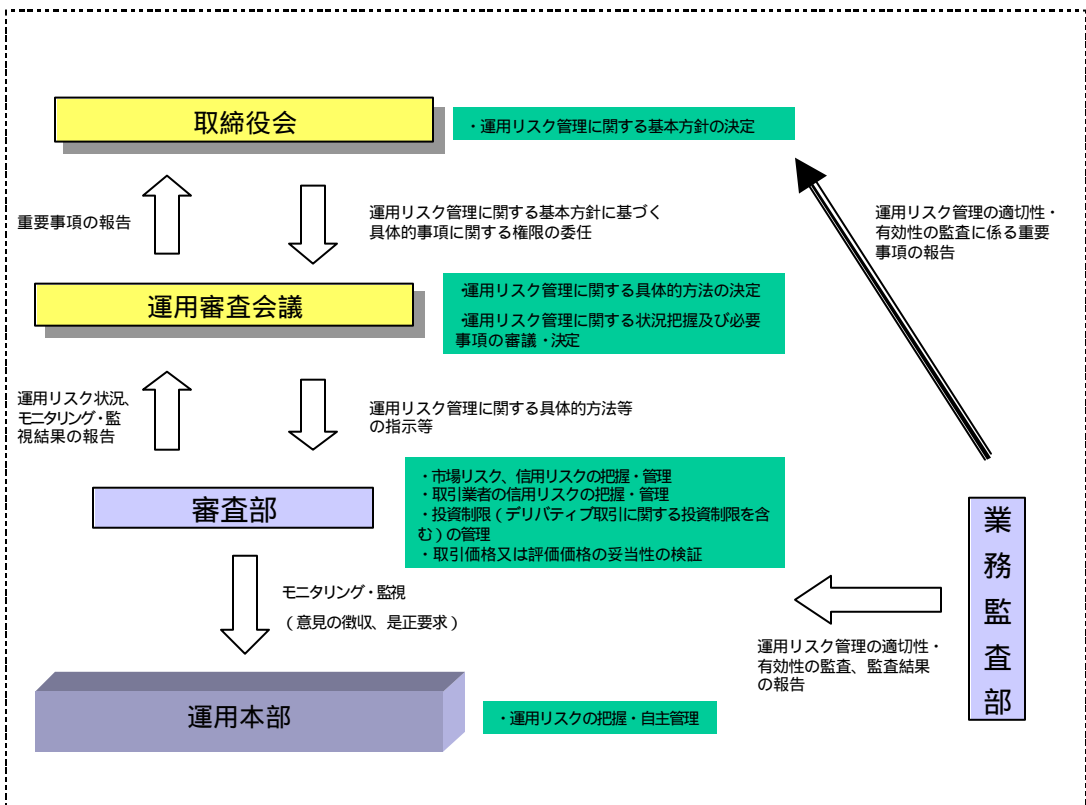 取締役会
・運用リスク管理に関する基本方針の決定
重要事項の報告
運用リスク管理に関する基本方針に基づく
具体的事項に関する権限の委任
運用リスク管理の適切性・
有効性の監査に係る重要
事項の報告
運用審査会議
・運用リスク管理に関する具体的方法の決定
・運用リスク管理に関する状況把握及び必要
事項の審議・決定
運用リスク状況、
モニタリング・監
視結果の報告
運用リスク管理に関する具体的方法等
の指示等
審査部
・市場リスク、信用リスクの把握・管理
・取引業者の信用リスクの把握・管理
・投資制限（デリバティブ取引に関する投資制限を含
む）の管理
・取引価格又は評価価格の妥当性の検証
業務監査部
モニタリング・監視
（意見の徴収、是正要求）
運用リスク管理の適切性・
有効性の監査、監査結果
の報告
運用本部
・運用リスクの把握・自主管理